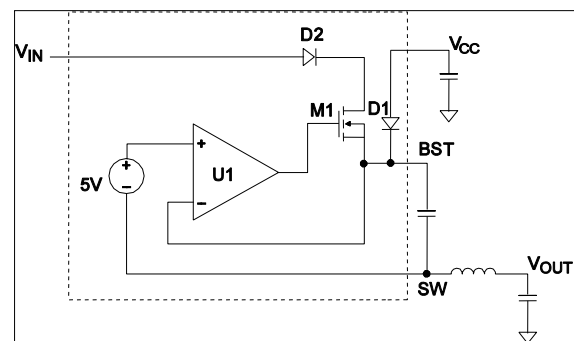 D2
VIN
VCC
M1
D1
BST
+
+
U1
5V
−
−
VOUT
SW